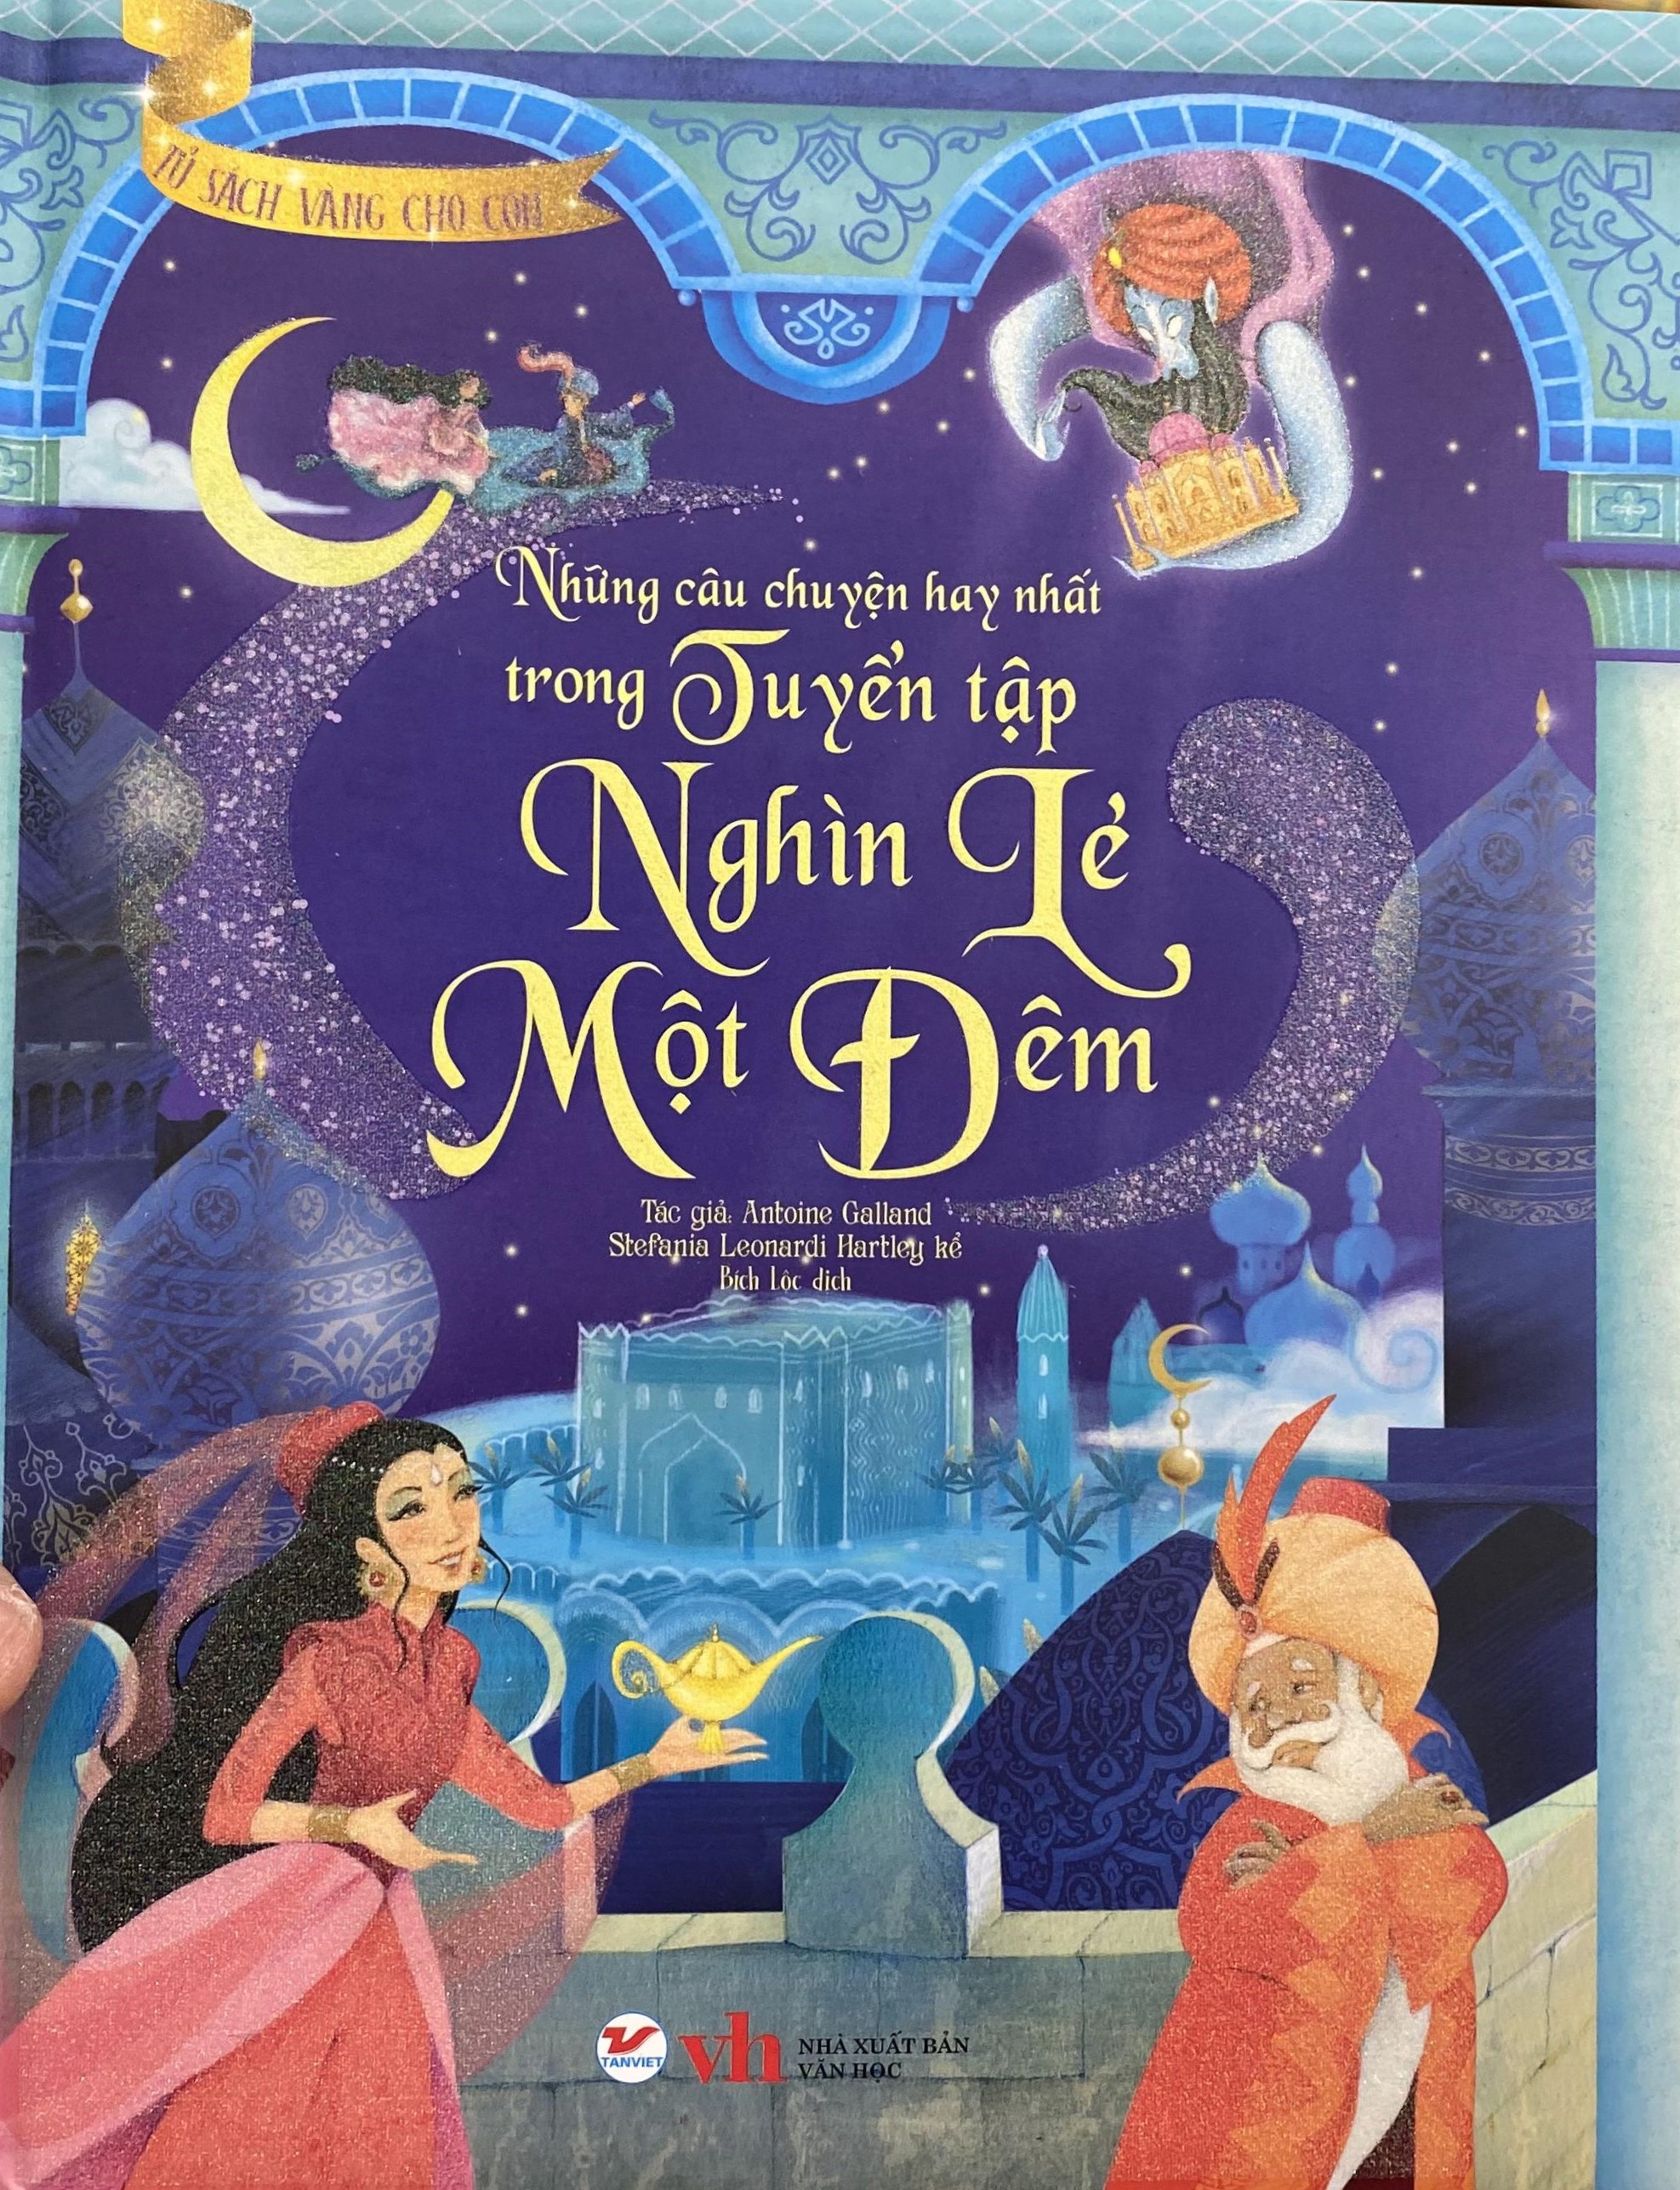 TỦ SÁCH VÀNG CHO CON
Những câu chuyện hay nhất
trong Tuyển tập
Nghìn Lẻ
Một Đêm
Tác giả: Antoine Galland
Stefania Leonardi Hartley kể
Bích Lộc dịch
TANVIET
vh
NHÀ XUẤT BẢN
VĂN HỌC